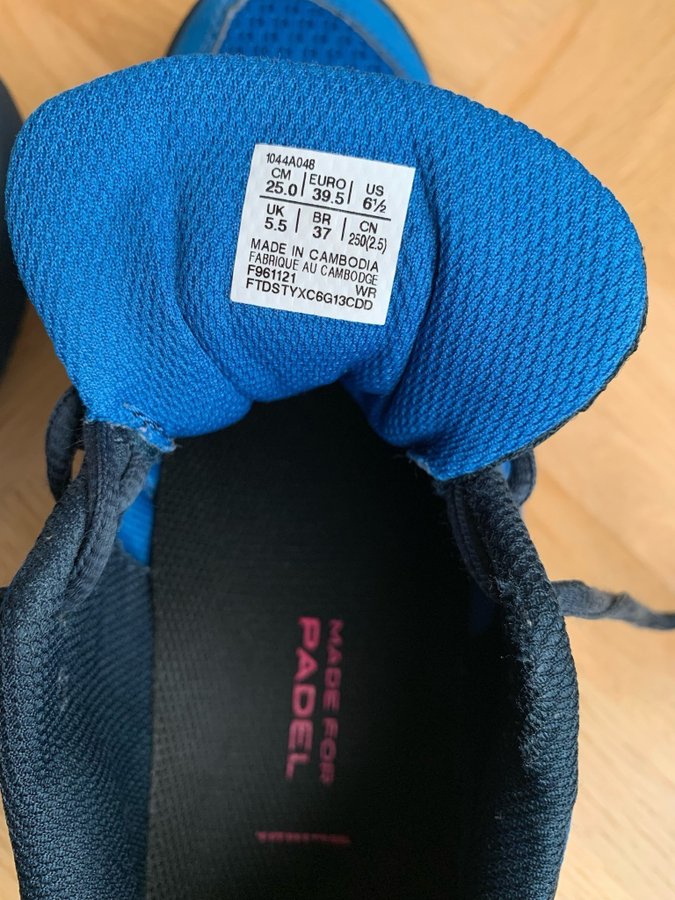 1044A048
CM EURO US
25.0 39.5 6½
UK BR CN
5.5 37 250(2.5)
MADE IN CAMBODIA
FABRIQUE AU CAMBODGE
F961121 WR
FTDSTYXC6G13CDD
MADE FOR
PADEL